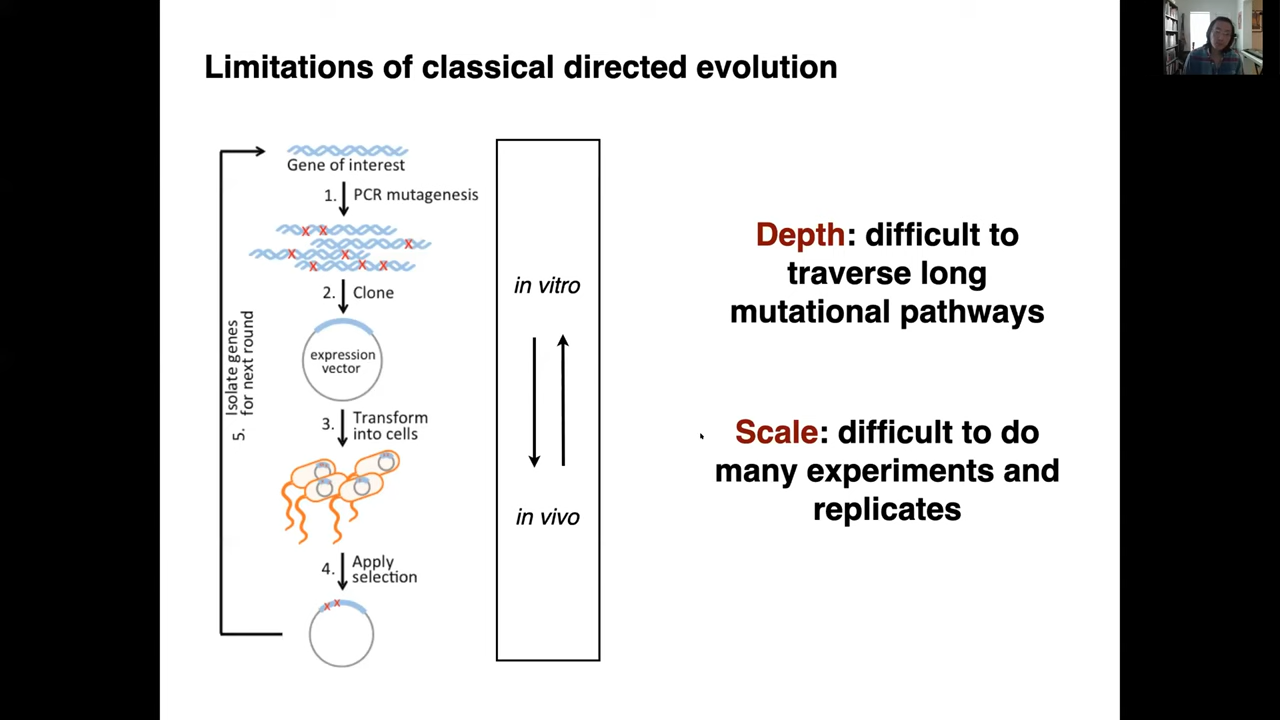 Limitations of classical directed evolution
Gene of interest
1. PCR mutagenesis
x x x x x x x x
2. Clone
expression
vector
3. Transform
into cells
4. Apply
selection
x x
5. Isolate genes
for next round
in vitro
in vivo
Depth: difficult to
traverse long
mutational pathways
Scale: difficult to do
many experiments and
replicates